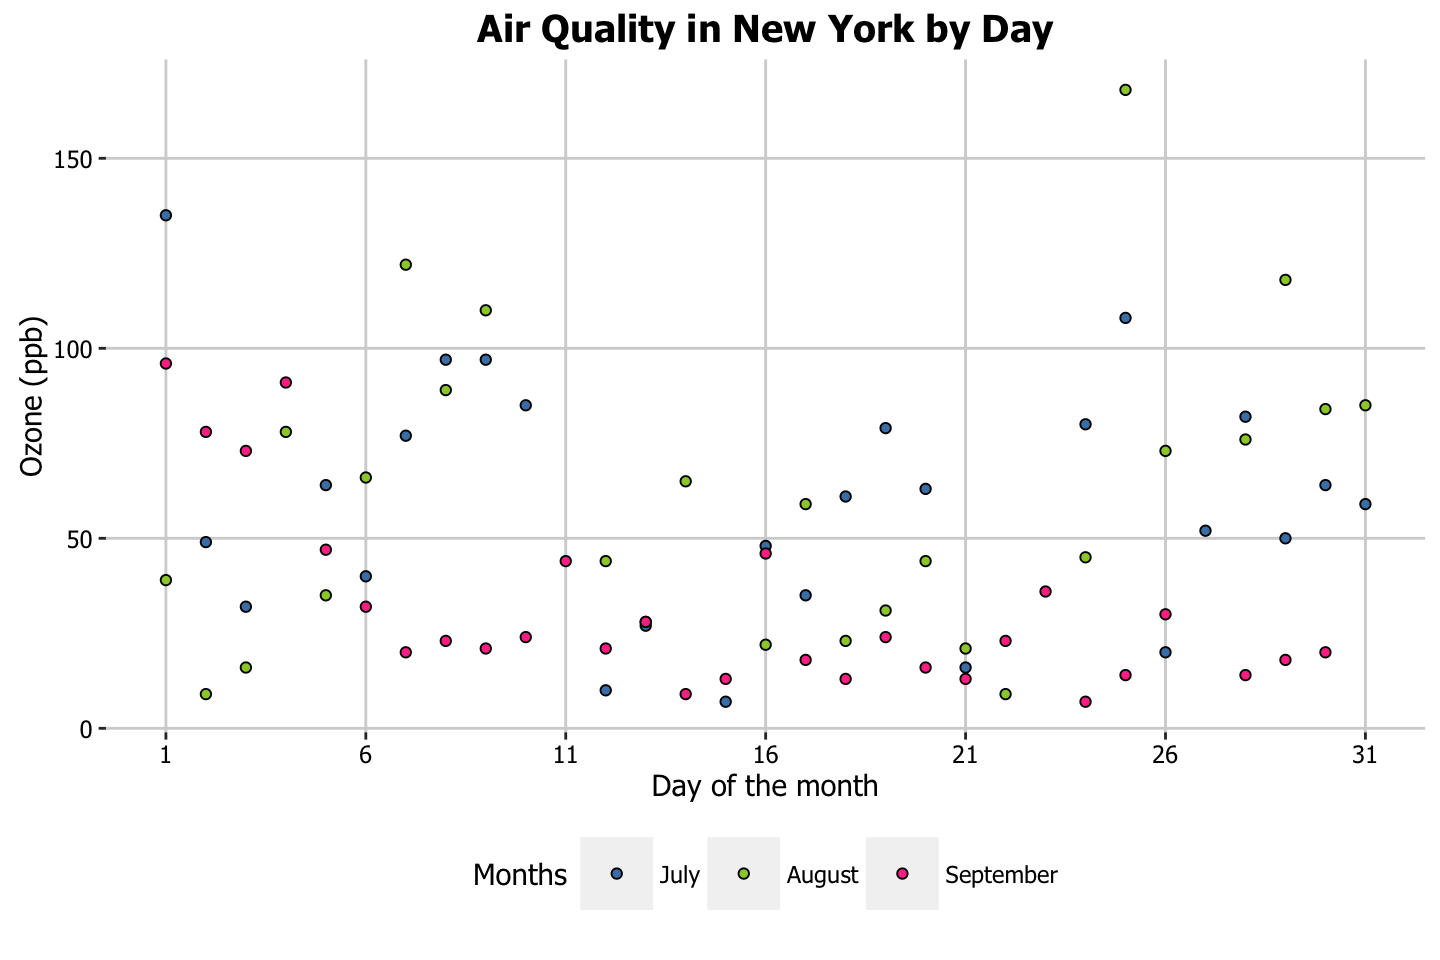 Air Quality in New York by Day
Ozone (ppb)
150
100
50
0
1 6 11 16 21 26 31
Day of the month
Months July August September